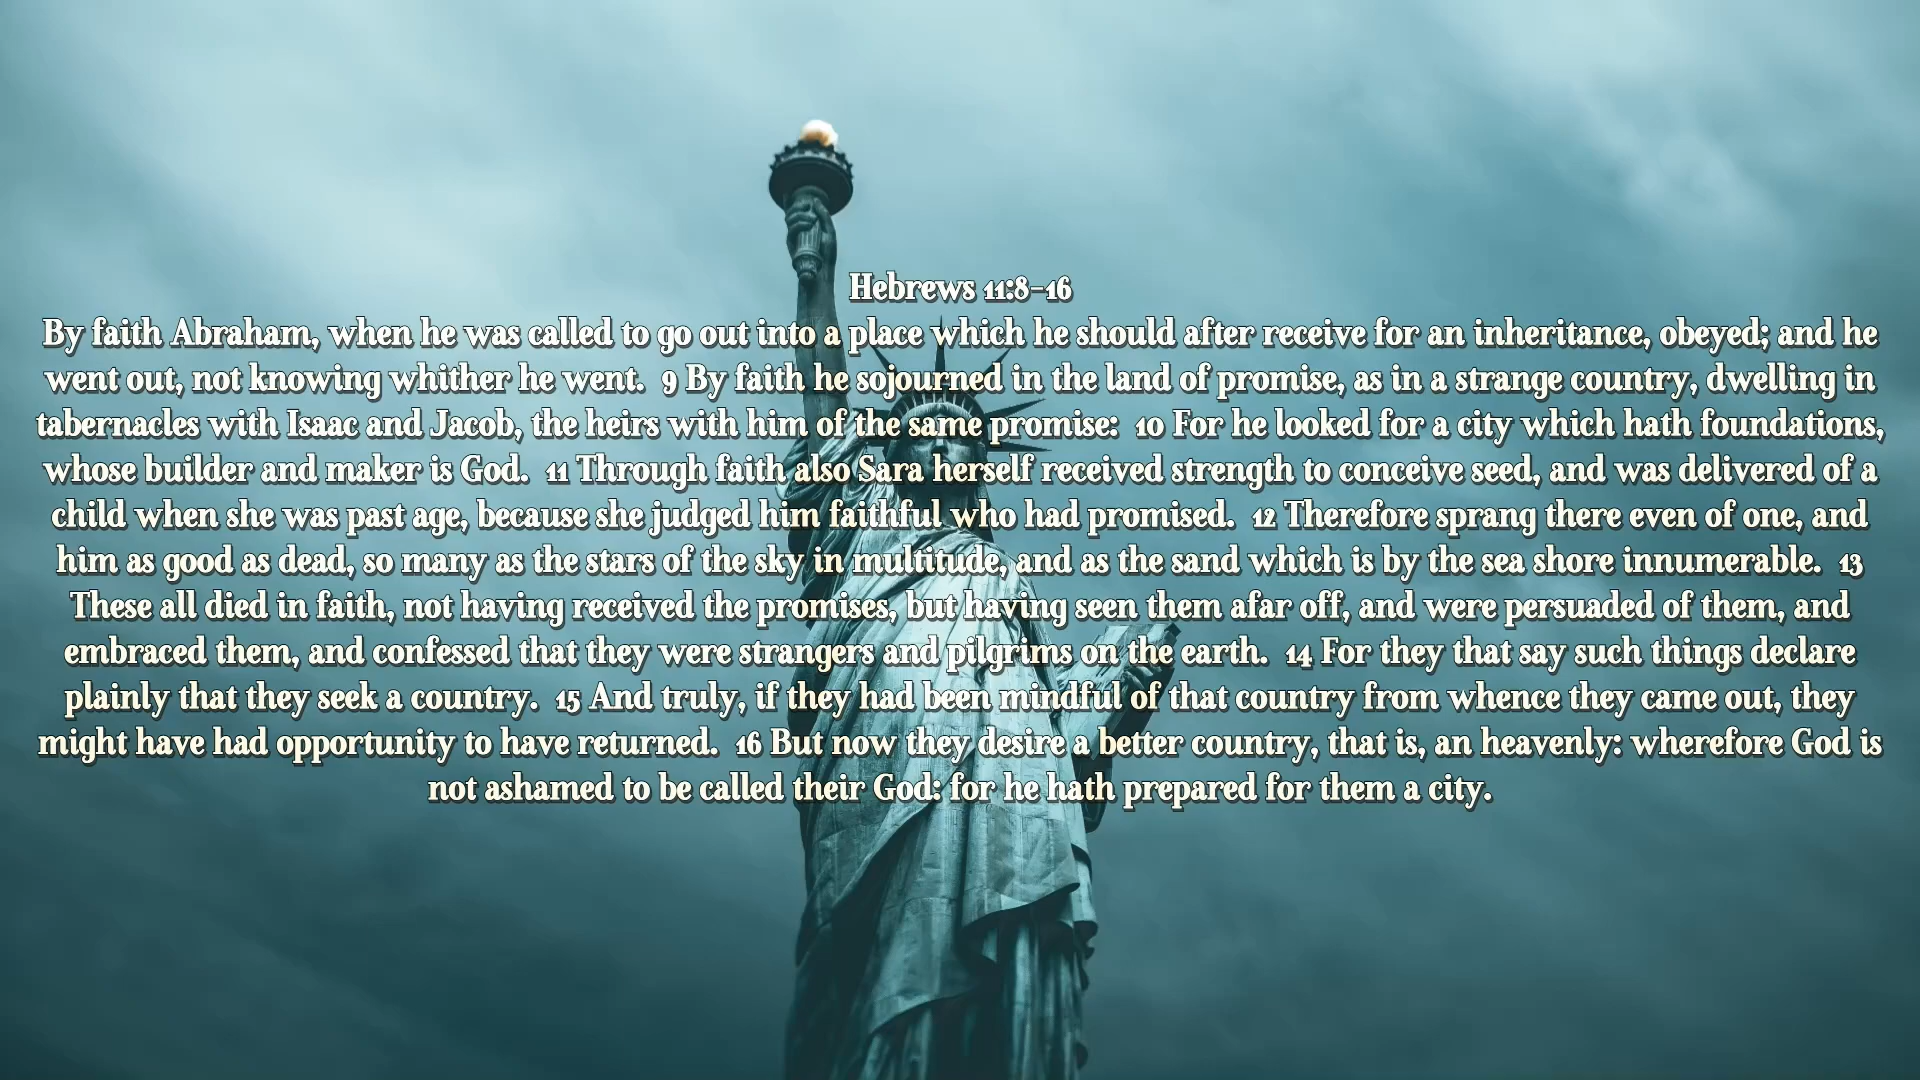 Hebrews 11:8-16
By faith Abraham, when he was called to go out into a place which he should after receive for an inheritance, obeyed; and he
went out, not knowing whither he went. 9 By faith he sojourned in the land of promise, as in a strange country, dwelling in
tabernacles with Isaac and Jacob, the heirs with him of the same promise: 10 For he looked for a city which hath foundations,
whose builder and maker is God. 11 Through faith also Sara herself received strength to conceive seed, and was delivered of a
child when she was past age, because she judged him faithful who had promised. 12 Therefore sprang there even of one, and
him as good as dead, so many as the stars of the sky in multitude, and as the sand which is by the sea shore innumerable. 13
These all died in faith, not having received the promises, but having seen them afar off, and were persuaded of them, and
embraced them, and confessed that they were strangers and pilgrims on the earth. 14 For they that say such things declare
plainly that they seek a country. 15 And truly, if they had been mindful of that country from whence they came out, they
might have had opportunity to have returned. 16 But now they desire a better country, that is, an heavenly: wherefore God is
not ashamed to be called their God: for he hath prepared for them a city.